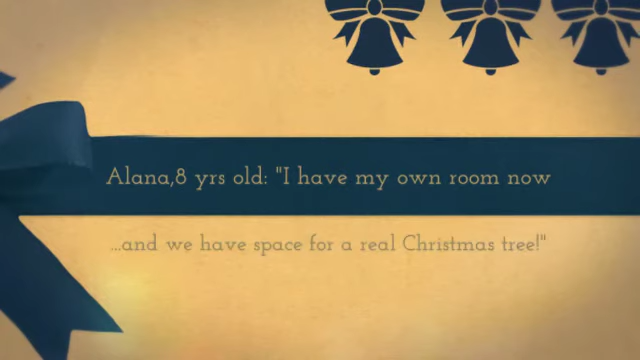 Alana,8 yrs old: "I have my own room now
...and we have space for a real Christmas tree!"